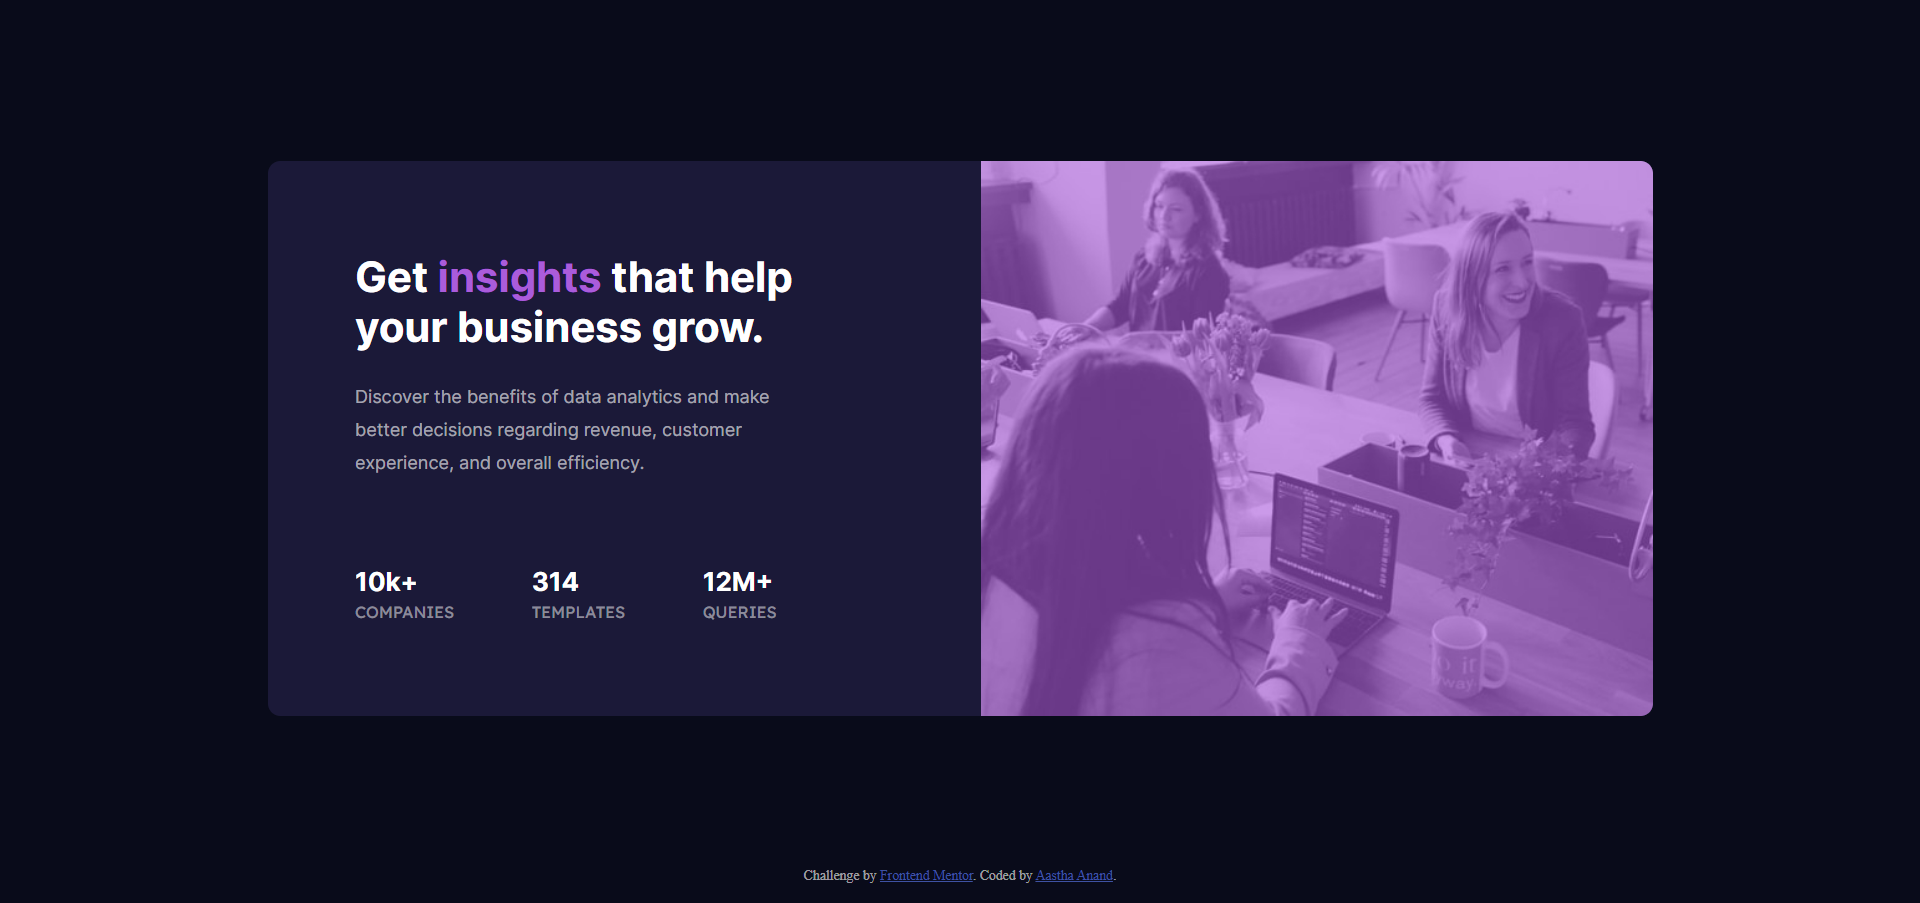 Get insights that help
your business grow.
Discover the benefits of data analytics and make
better decisions regarding revenue, customer
experience, and overall efficiency.
10k+ 314 12M+
COMPANIES TEMPLATES QUERIES
Challenge by Frontend Mentor. Coded by Aastha Anand.